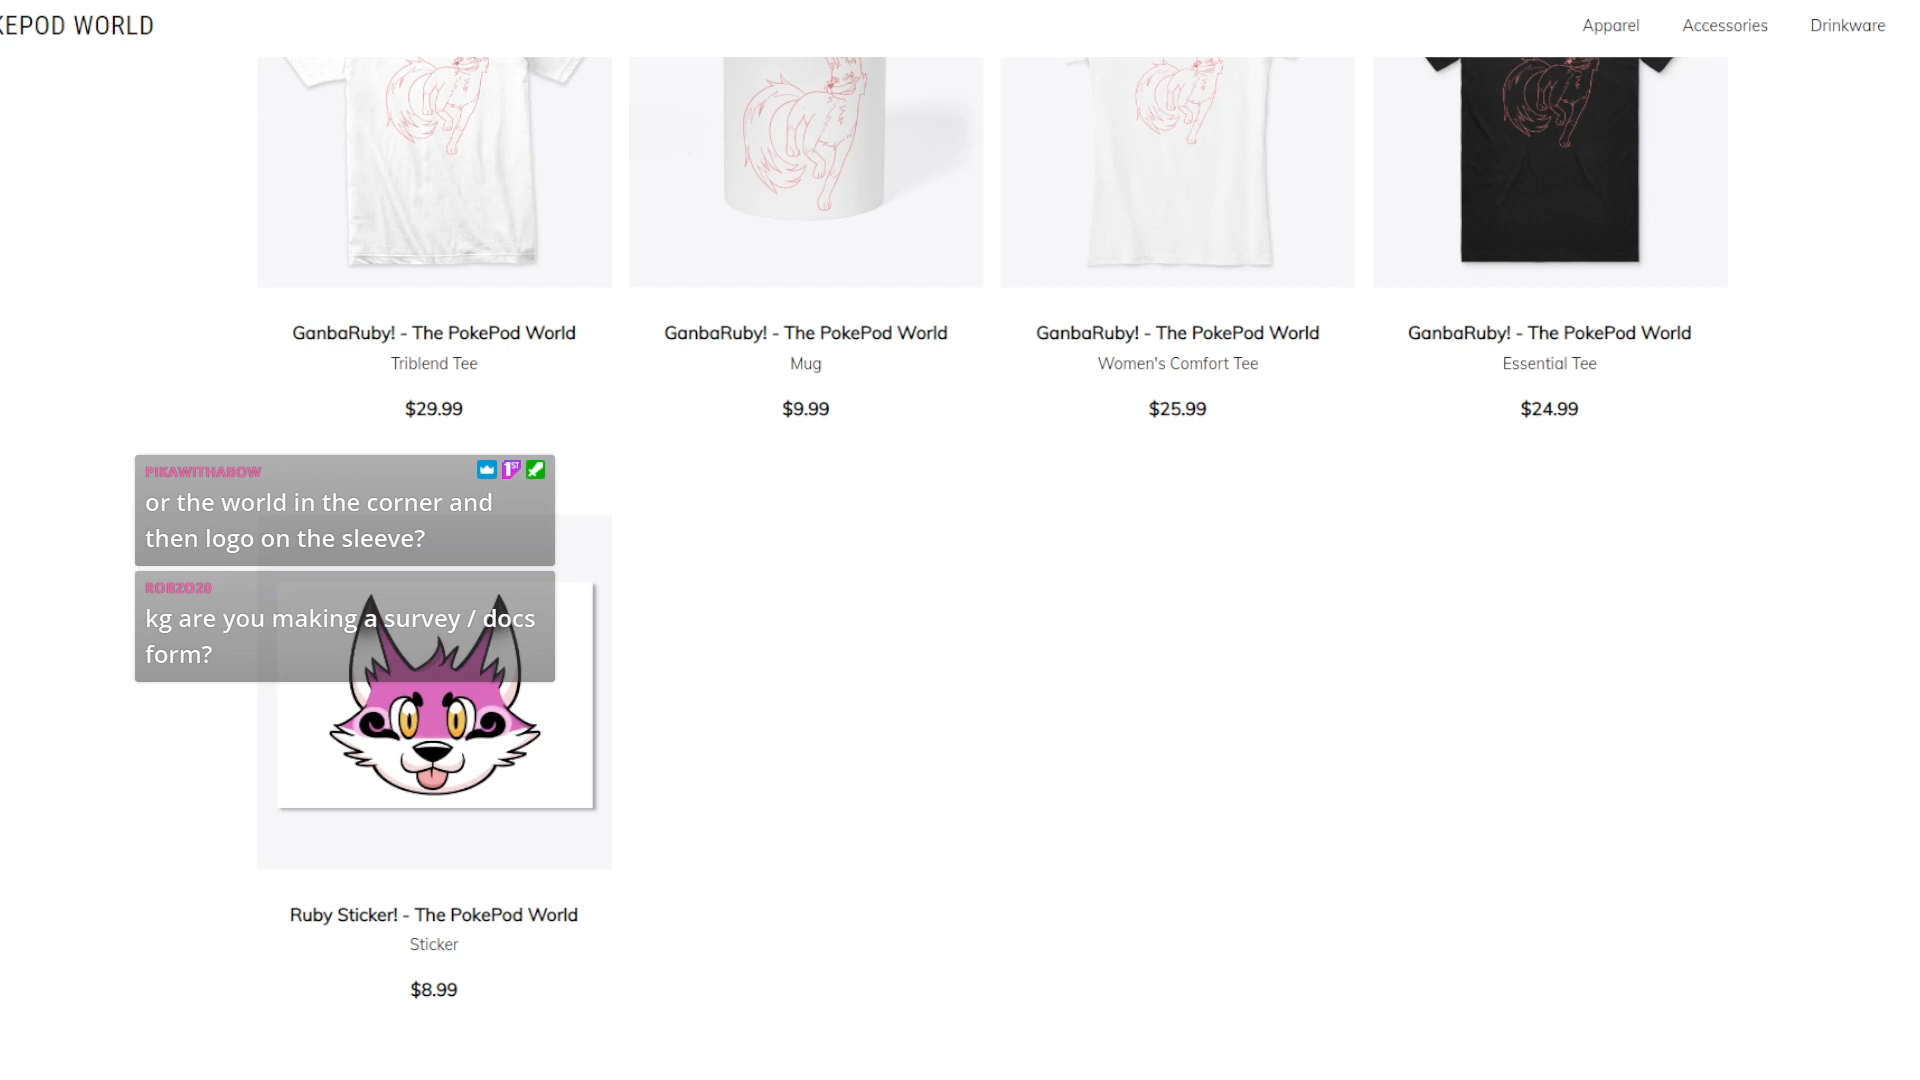 KEPOD WORLD
Apparel
Accessories
Drinkware
GanbaRuby! - The PokePod World
Triblend Tee
$29.99
GanbaRuby! - The PokePod World
Mug
$9.99
GanbaRuby! - The PokePod World
Women's Comfort Tee
$25.99
GanbaRuby! - The PokePod World
Essential Tee
$24.99
PIKAWITHABOW
1ST
or the world in the corner and
then logo on the sleeve?
ROBZO20
kg are you making a survey / docs
form?
Ruby Sticker! - The PokePod World
Sticker
$8.99